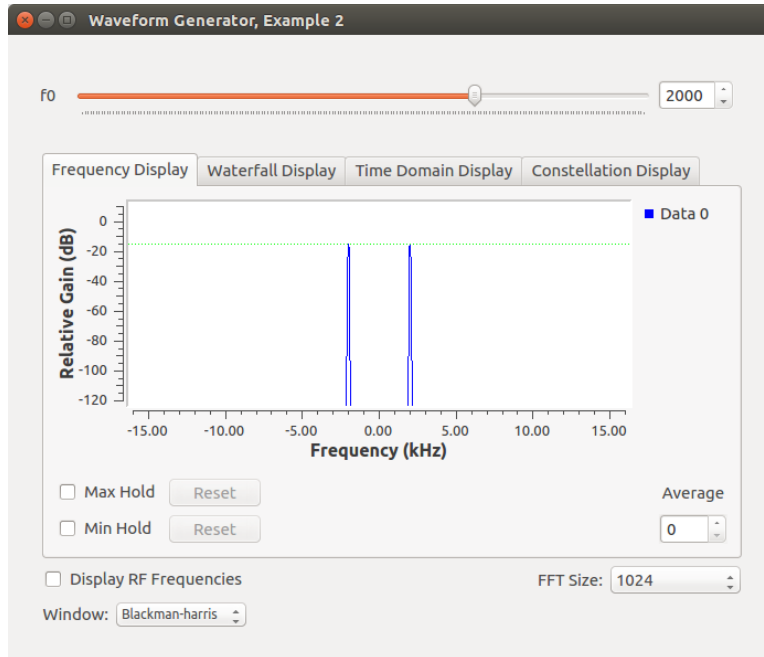 Waveform Generator, Example 2
f0 2000
Frequency Display Waterfall Display Time Domain Display Constellation Display
Data 0
Relative Gain (dB)
0
-20
-40
-60
-80
-100
-120
-15.00 -10.00 -5.00 0.00 5.00 10.00 15.00
Frequency (kHz)
Max Hold Reset Average
Min Hold Reset 0
Display RF Frequencies FFT Size: 1024
Window: Blackman-harris